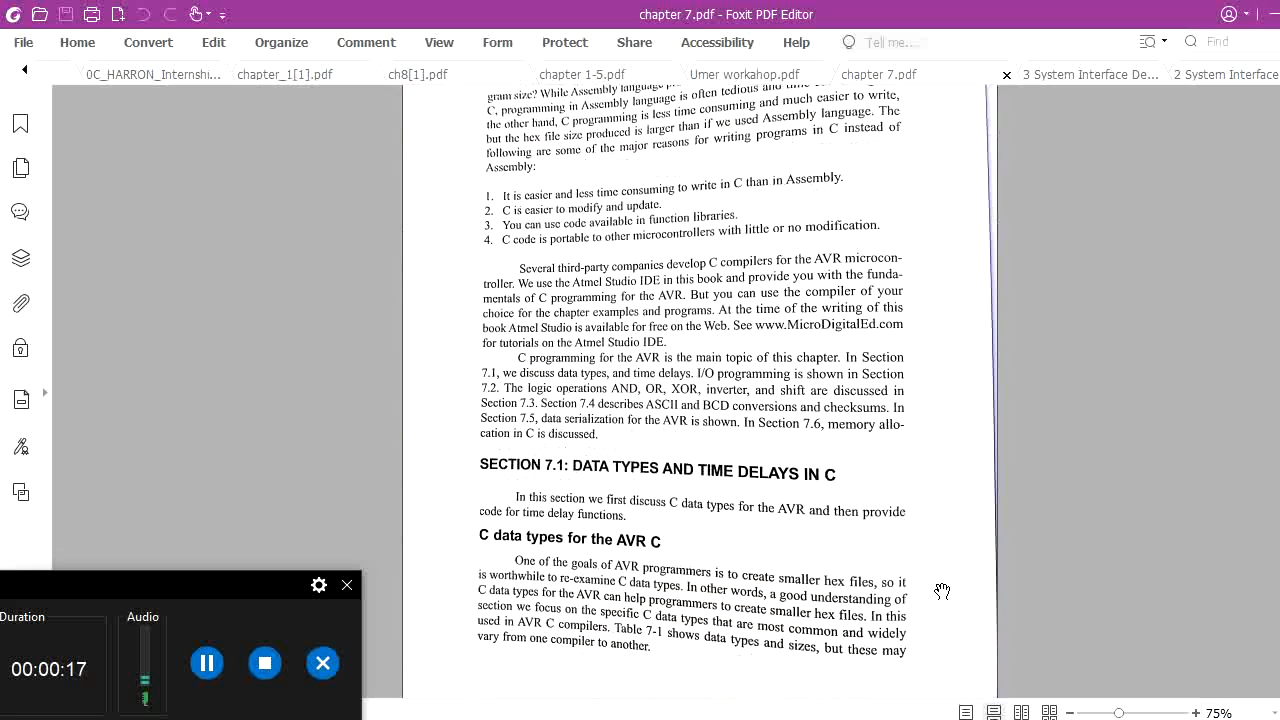 chapter 7.pdf - Foxit PDF Editor
File Home Convert Edit Organize Comment View Form Protect Share Accessibility Help Tell me... Find
0C_HARRON_Internshi... chapter_1[1].pdf ch8[1].pdf chapter 1-5.pdf Umer workahop.pdf chapter 7.pdf 3 System Interface De... 2 System Interface
gram size? While Assembly language
C, programming in Assembly language is often tedious and
the other hand, C programming is less time consuming and much easier to write,
but the hex file size produced is larger than if we used Assembly language. The
following are some of the major reasons for writing programs in C instead of
Assembly:
1. It is easier and less time consuming to write in C than in Assembly.
2. C is easier to modify and update.
3. You can use code available in function libraries.
4. C code is portable to other microcontrollers with little or no modification.
Several third-party companies develop C compilers for the AVR microcon-
troller. We use the Atmel Studio IDE in this book and provide you with the funda-
mentals of C programming for the AVR. But you can use the compiler of your
choice for the chapter examples and programs. At the time of the writing of this
book Atmel Studio is available for free on the Web. See www.MicroDigitalEd.com
for tutorials on the Atmel Studio IDE.
C programming for the AVR is the main topic of this chapter. In Section
7.1, we discuss data types, and time delays. I/O programming is shown in Section
7.2. The logic operations AND, OR, XOR, inverter, and shift are discussed in
Section 7.3. Section 7.4 describes ASCII and BCD conversions and checksums. In
Section 7.5, data serialization for the AVR is shown. In Section 7.6, memory allo-
cation in C is discussed.
SECTION 7.1: DATA TYPES AND TIME DELAYS IN C
In this section we first discuss C data types for the AVR and then provide
code for time delay functions.
C data types for the AVR C
One of the goals of AVR programmers is to create smaller hex files, so it
is worthwhile to re-examine C data types. In other words, a good understanding of
C data types for the AVR can help programmers to create smaller hex files. In this
section we focus on the specific C data types that are most common and widely
used in AVR C compilers. Table 7-1 shows data types and sizes, but these may
vary from one compiler to another.
Duration Audio
00:00:17
75%